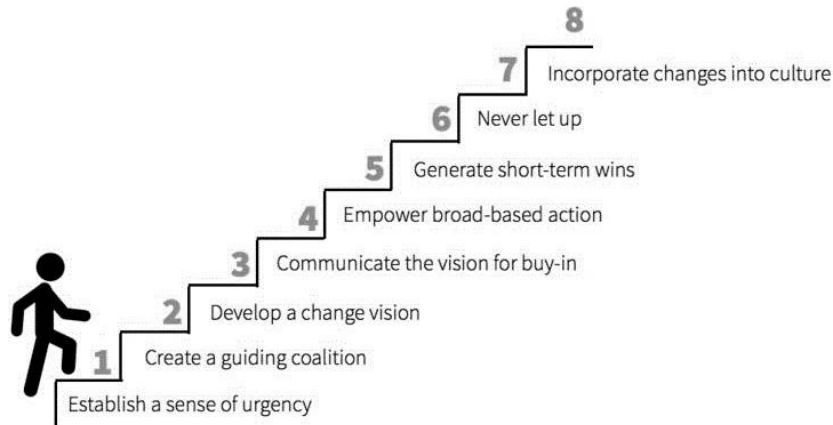 8
7
Incorporate changes into culture
6
Never let up
5
Generate short-term wins
4
Empower broad-based action
3
Communicate the vision for buy-in
2
Develop a change vision
1
Create a guiding coalition
Establish a sense of urgency